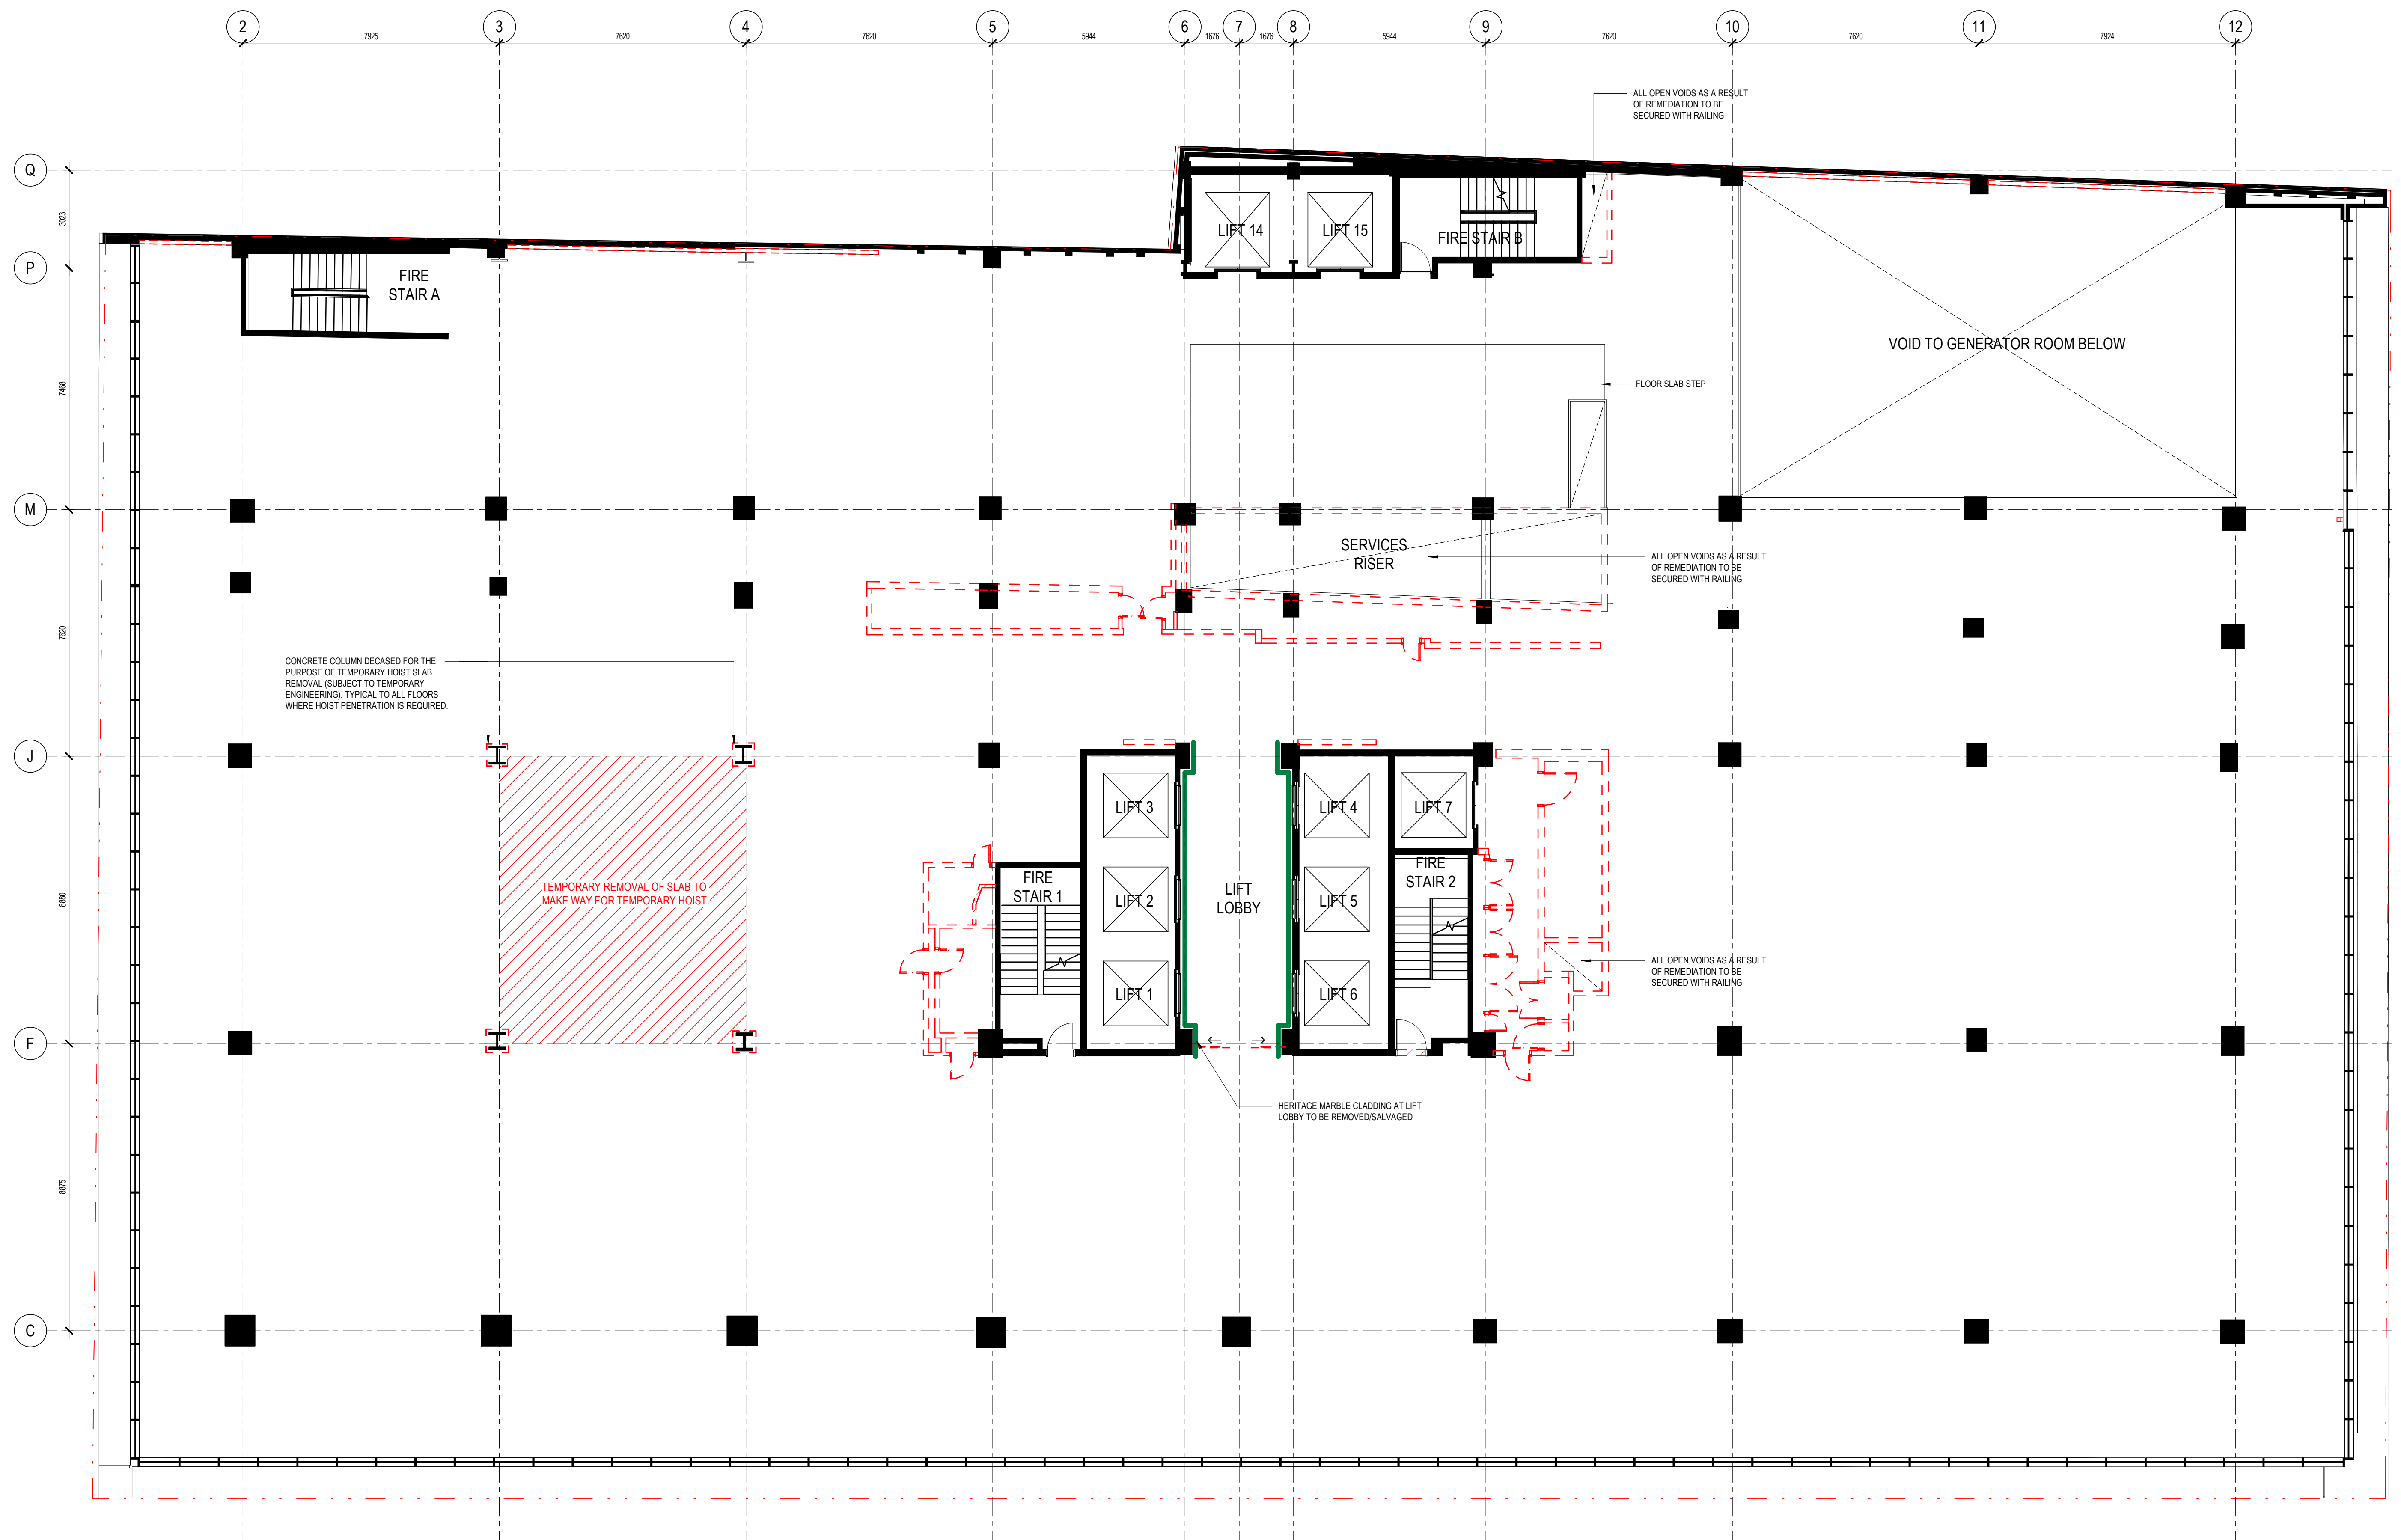 2
3
4
5
6
7
8
9
10
11
12
7925
7620
7620
5944
1676
1676
5944
7620
7620
7924
ALL OPEN VOIDS AS A RESULT
OF REMEDIATION TO BE
SECURED WITH RAILING
Q
3023
P
LIFT 14
LIFT 15
FIRE STAIR B
FIRE
STAIR A
VOID TO GENERATOR ROOM BELOW
7468
FLOOR SLAB STEP
M
SERVICES
RISER
ALL OPEN VOIDS AS A RESULT
OF REMEDIATION TO BE
SECURED WITH RAILING
7620
CONCRETE COLUMN DECASED FOR THE
PURPOSE OF TEMPORARY HOIST SLAB
REMOVAL (SUBJECT TO TEMPORARY
ENGINEERING). TYPICAL TO ALL FLOORS
WHERE HOIST PENETRATION IS REQUIRED.
J
LIFT 3
LIFT 4
LIFT 7
8880
TEMPORARY REMOVAL OF SLAB TO
MAKE WAY FOR TEMPORARY HOIST.
FIRE
STAIR 1
LIFT 2
LIFT
LOBBY
LIFT 5
FIRE
STAIR 2
ALL OPEN VOIDS AS A RESULT
OF REMEDIATION TO BE
SECURED WITH RAILING
LIFT 1
LIFT 6
F
HERITAGE MARBLE CLADDING AT LIFT
LOBBY TO BE REMOVED/SALVAGED
8875
C